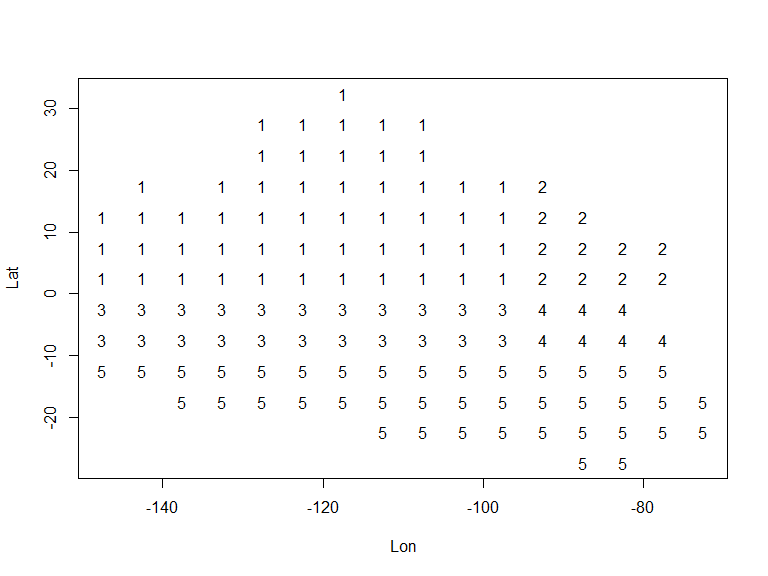 1
30
1 1 1 1 1
1 1 1 1 1
20
1 1 1 1 1 1 1 1 1 2
1 1 1 1 1 1 1 1 1 1 1 2 2
10
1 1 1 1 1 1 1 1 1 1 1 2 2 2 2
Lat
1 1 1 1 1 1 1 1 1 1 1 2 2 2 2
0
3 3 3 3 3 3 3 3 3 3 3 4 4 4
3 3 3 3 3 3 3 3 3 3 3 4 4 4 4
-10
5 5 5 5 5 5 5 5 5 5 5 5 5 5 5
5 5 5 5 5 5 5 5 5 5 5 5 5 5
-20
5 5 5 5 5 5 5 5 5
5 5
-140 -120 -100 -80
Lon